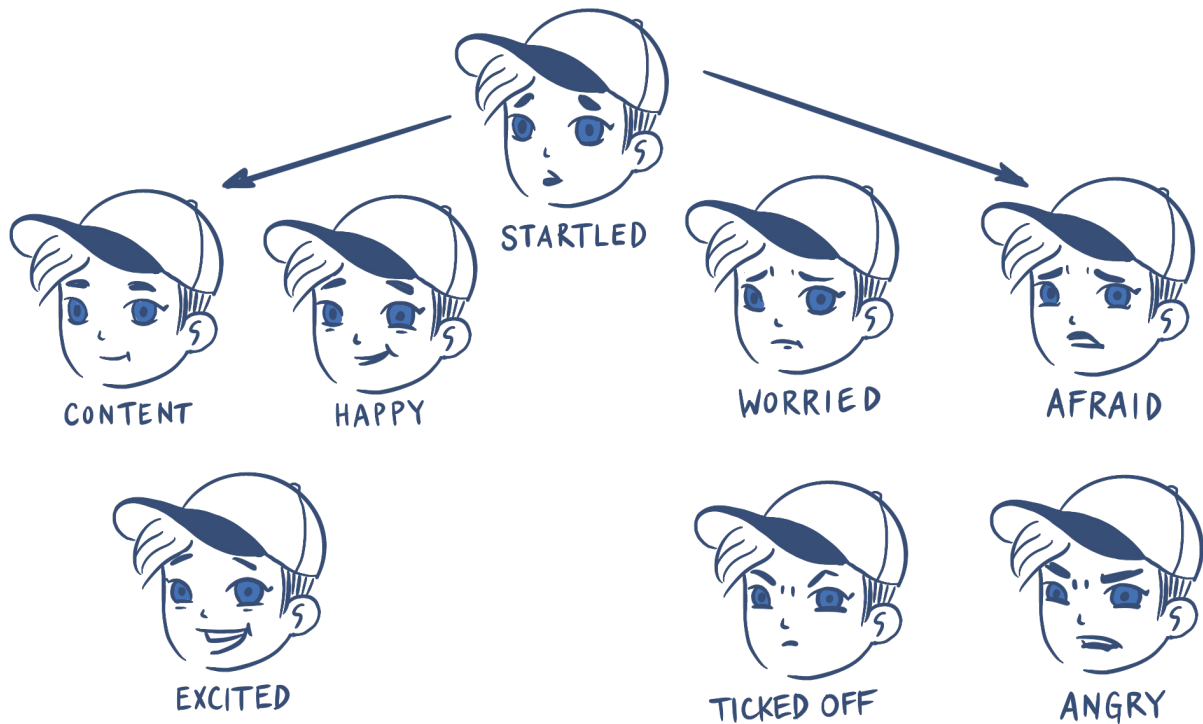 STARTLED
CONTENT
HAPPY
WORRIED
AFRAID
EXCITED
TICKED OFF
ANGRY